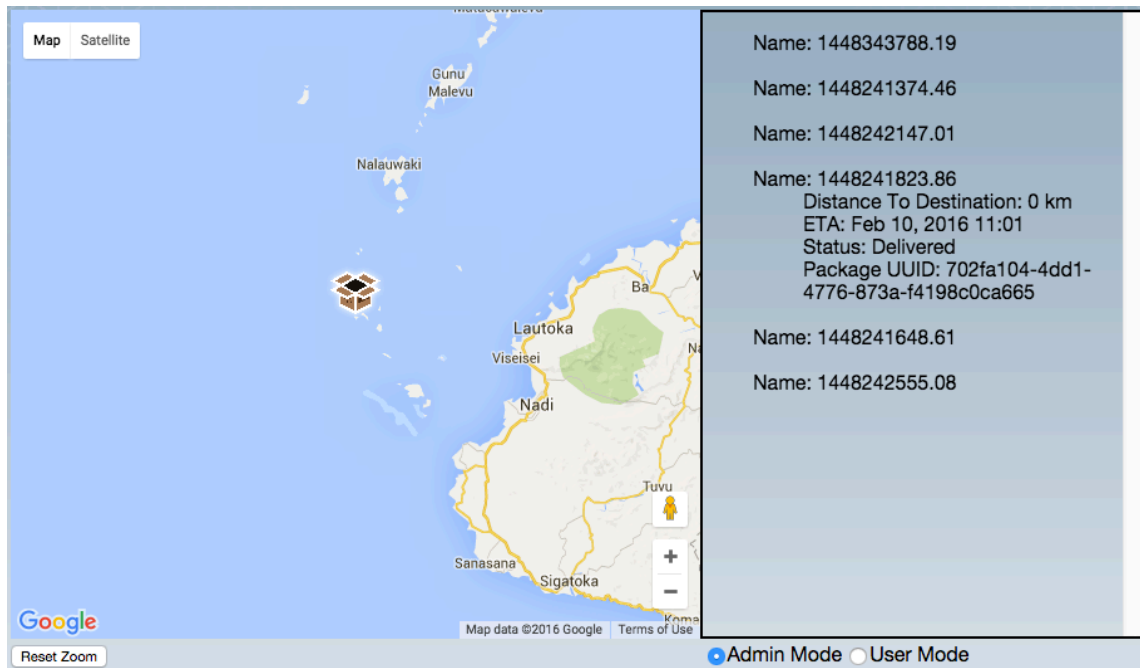 Map Satellite
Gunu
Malevu
Nalauwaki
Ba
Lautoka
Viseisei
Nadi
Tuvu
Sanasana
Sigatoka
Google
Map data ©2016 Google Terms of Use
Reset Zoom
Name: 1448343788.19
Name: 1448241374.46
Name: 1448242147.01
Name: 1448241823.86
Distance To Destination: 0 km
ETA: Feb 10, 2016 11:01
Status: Delivered
Package UUID: 702fa104-4dd1-
4776-873a-f4198c0ca665
Name: 1448241648.61
Name: 1448242555.08
Admin Mode User Mode